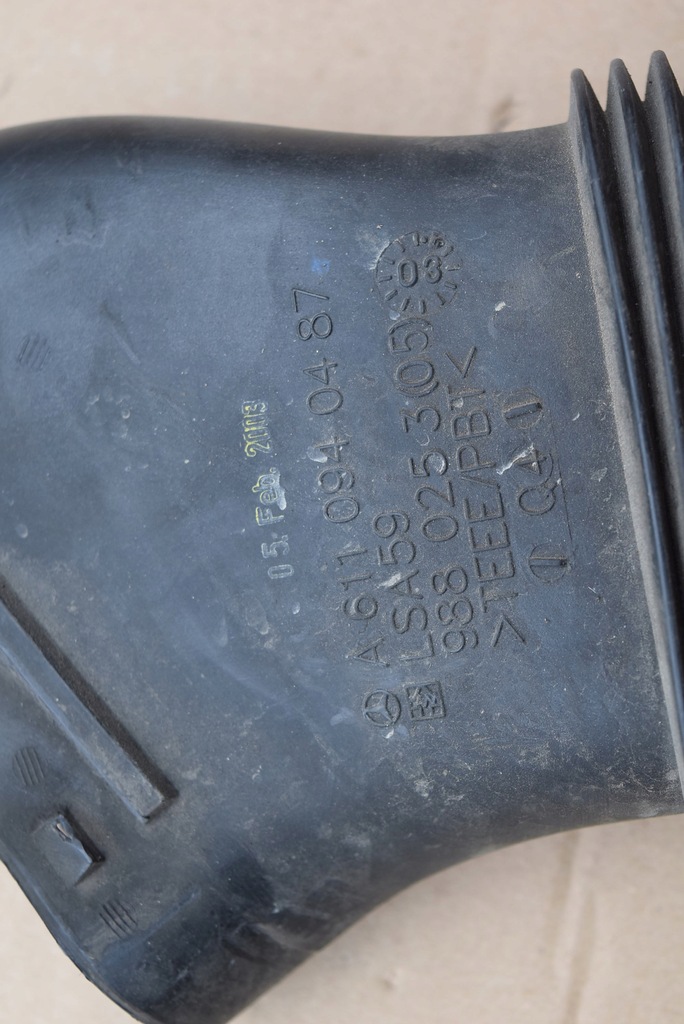 05. Feb. 2003
A 611 094 04 87
LSA59
988 025 3(05)
>TEEE/PBT<
Q4
03